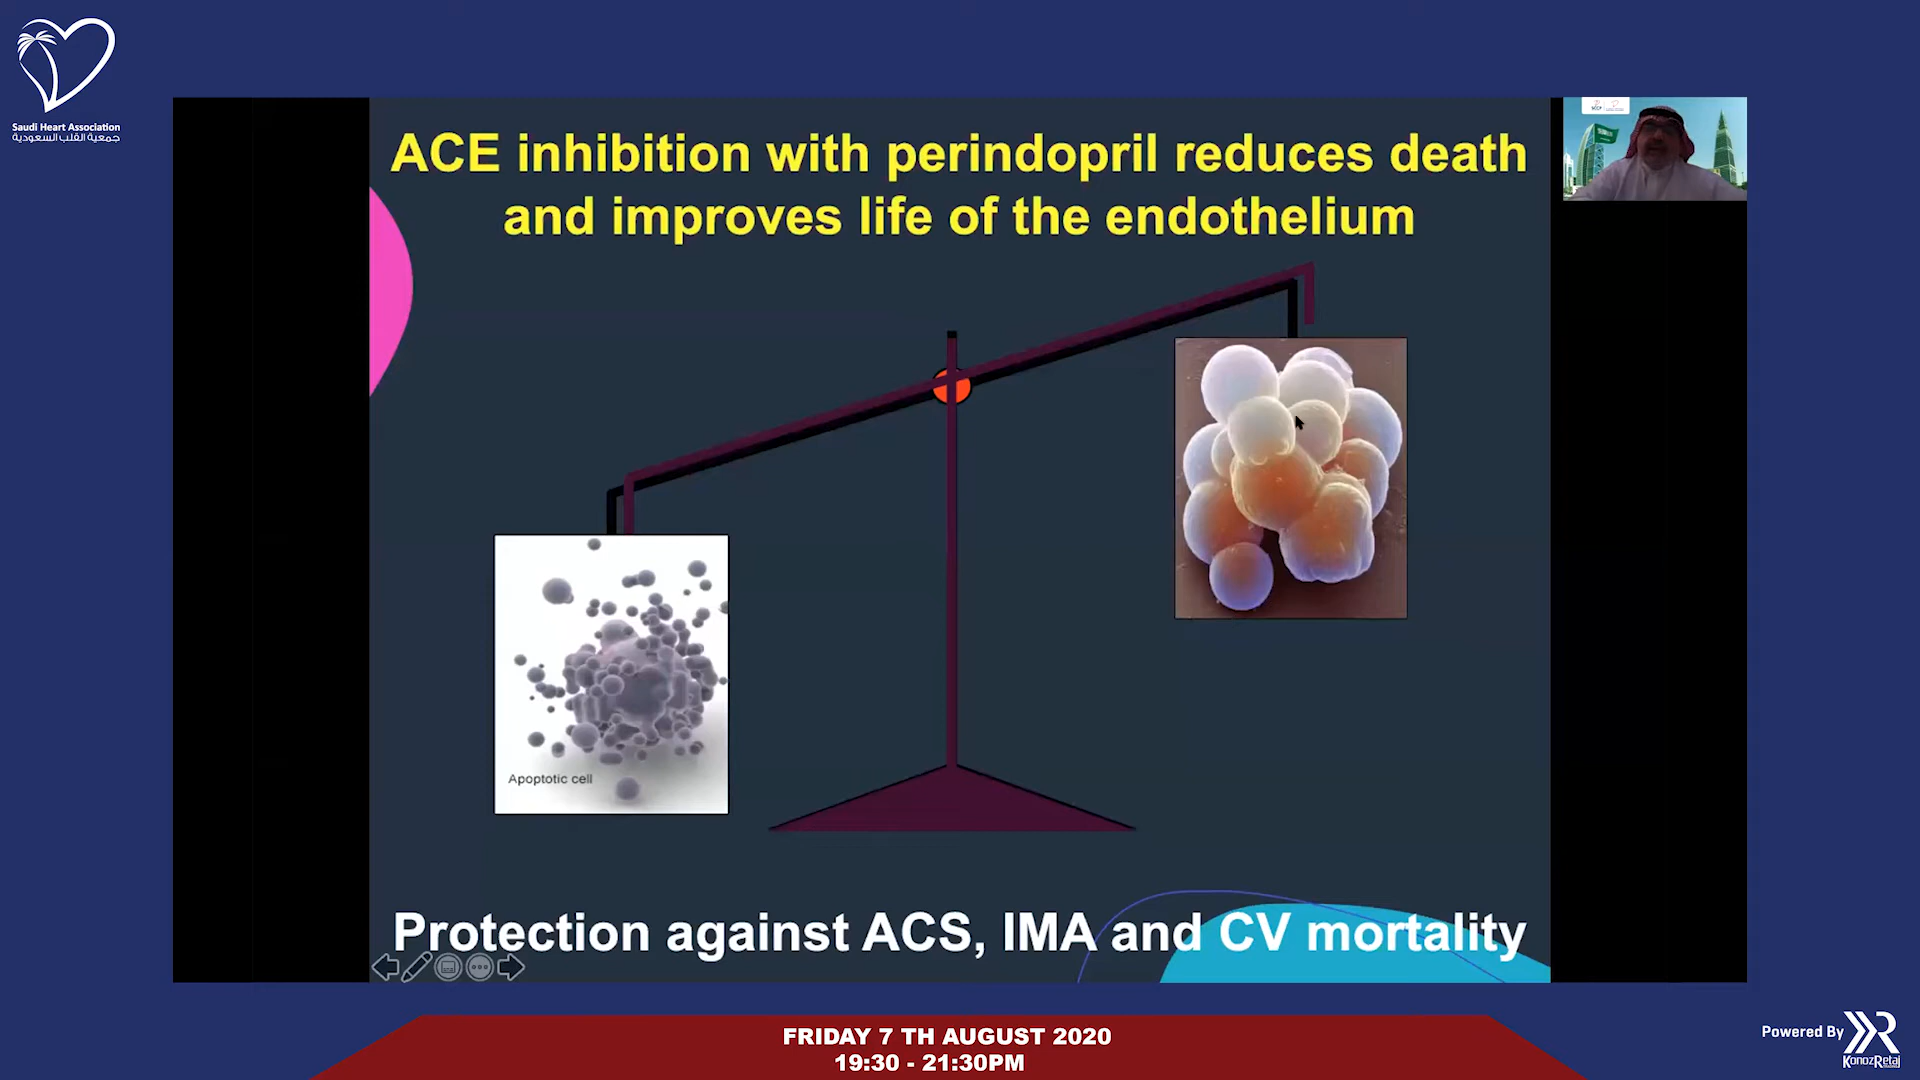 Saudi Heart Association
جمعية القلب السعودية
ACE inhibition with perindopril reduces death
and improves life of the endothelium
Apoptotic cell
Protection against ACS, IMA and CV mortality
FRIDAY 7 TH AUGUST 2020
19:30 - 21:30PM
Powered By
KonozRetaj